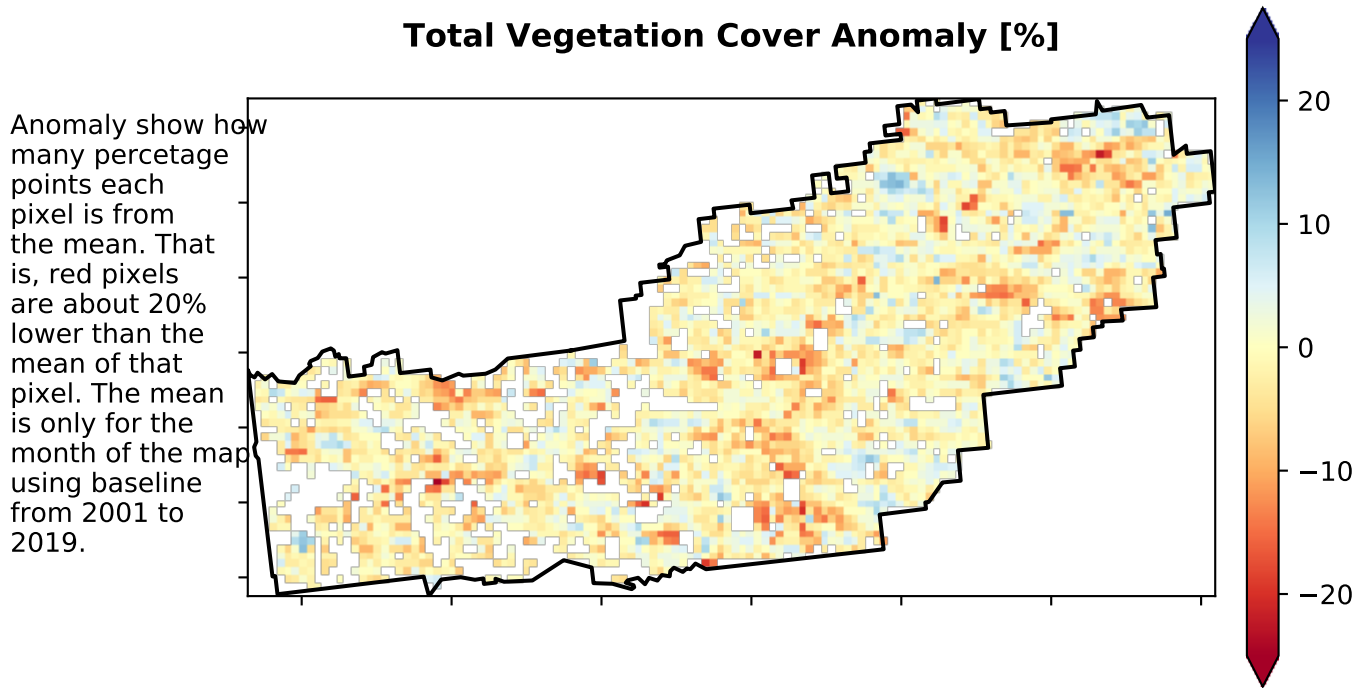 Total Vegetation Cover Anomaly [%]
Anomaly show how
many percetage
points each
pixel is from
the mean. That
is, red pixels
are about 20%
lower than the
mean of that
pixel. The mean
is only for the
month of the map
using baseline
from 2001 to
2019.
20
10
0
−10
−20